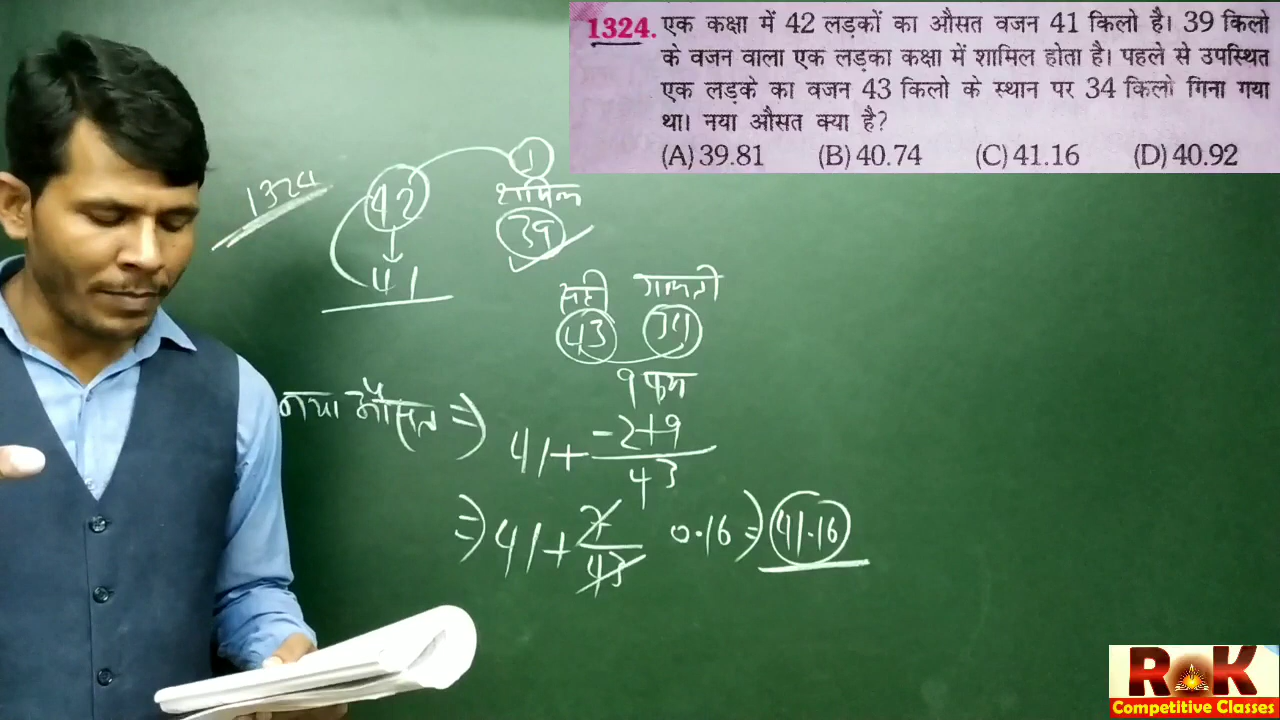 1324. एक कक्षा में 42 लड़कों का औसत वजन 41 किलो है। 39 किलो
के वजन वाला एक लड़का कक्षा में शामिल होता है। पहले से उपस्थित
एक लड़के का वजन 43 किलो के स्थान पर 34 किलो गिना गया
था। नया औसत क्या है?
(A) 39.81 (B) 40.74 (C) 41.16 (D) 40.92
1324
42 1
शामिल
39
41
सही गलती
43 34
9 कम
नया औसत ⇒ 41 + -2+9
43
⇒ 41 + 7 0.16 ⇒ 41.16
43
RK
Competitive Classes